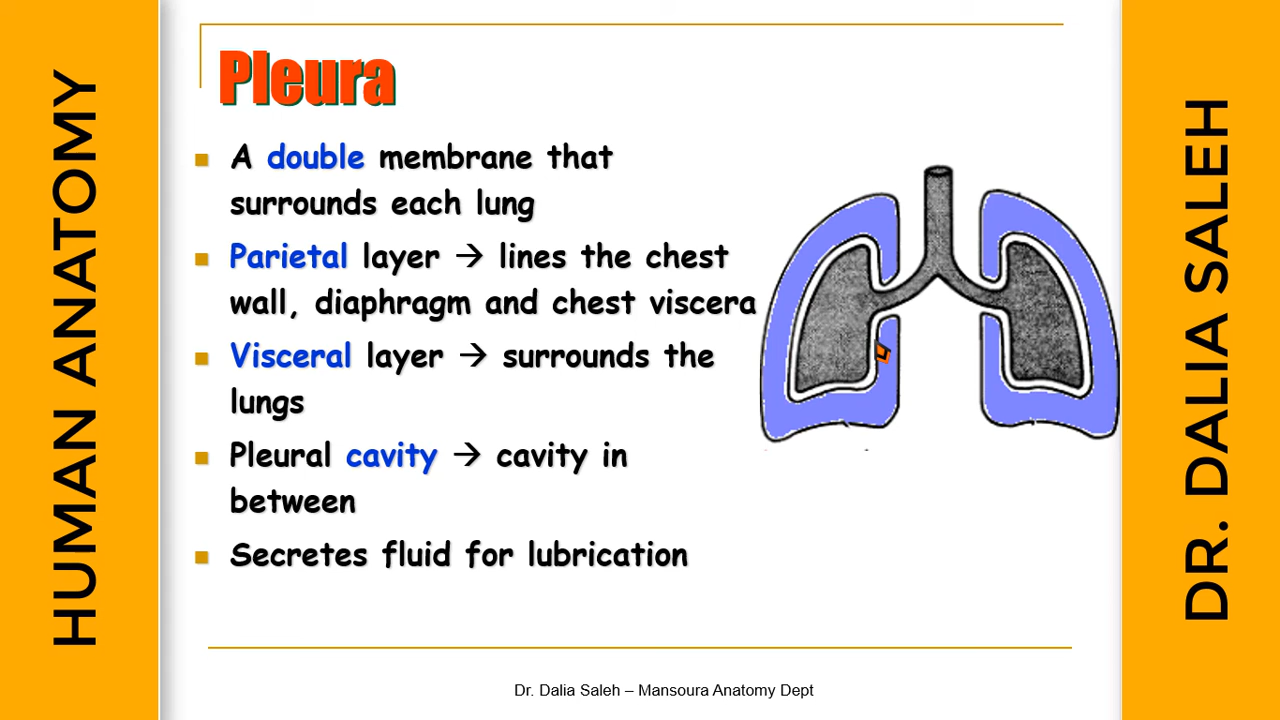 HUMAN ANATOMY
Pleura
■ A double membrane that
surrounds each lung
■ Parietal layer → lines the chest
wall, diaphragm and chest viscera
■ Visceral layer → surrounds the
lungs
■ Pleural cavity → cavity in
between
■ Secretes fluid for lubrication
Dr. Dalia Saleh – Mansoura Anatomy Dept
DR. DALIA SALEH